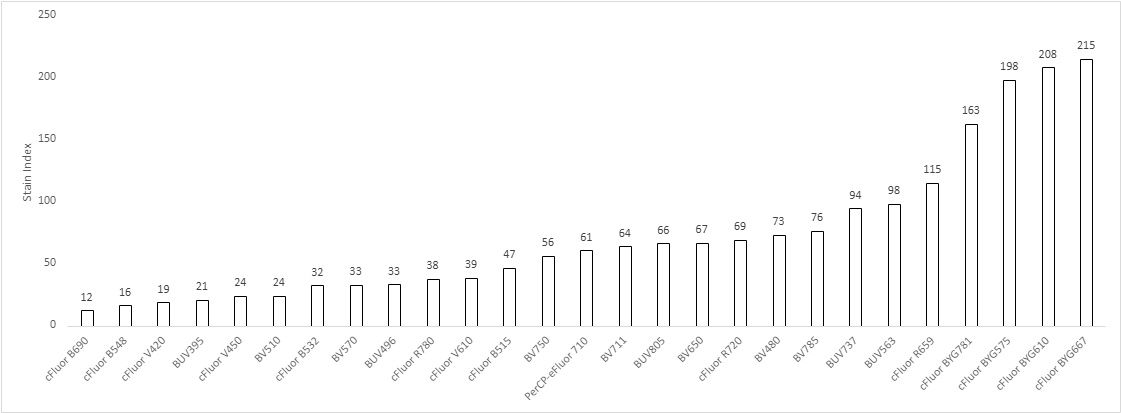 250
200
150
100
50
0
Stain Index
12
16
19
21
24
24
32
33
33
38
39
47
56
61
64
66
67
69
73
76
94
98
115
163
198
208
215
cFluor B690
cFluor B548
cFluor V420
BUV395
cFluor V450
BV510
cFluor B532
BV570
BUV496
cFluor R780
cFluor V610
cFluor B515
BV750
PerCP-eFluor 710
BV711
BUV805
BV650
cFluor R720
BV480
BV785
BUV737
BUV563
cFluor R659
cFluor BYG781
cFluor BYG575
cFluor BYG610
cFluor BYG667